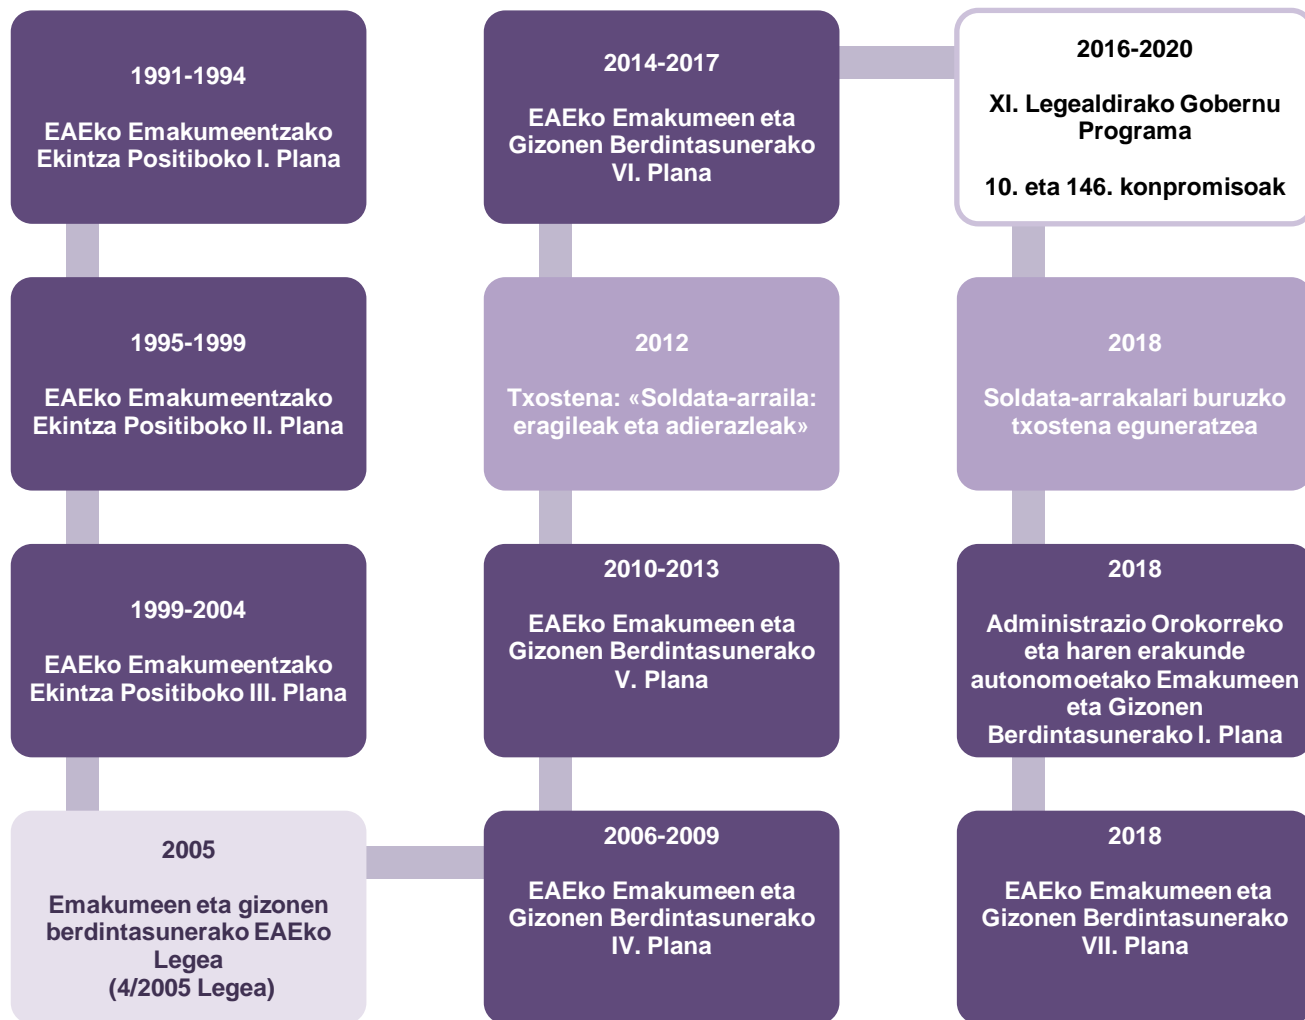 1991-1994
EAEko Emakumeentzako
Ekintza Positiboko I. Plana
1995-1999
EAEko Emakumeentzako
Ekintza Positiboko II. Plana
1999-2004
EAEko Emakumeentzako
Ekintza Positiboko III. Plana
2005
Emakumeen eta gizonen
berdintasunerako EAEko
Legea
(4/2005 Legea)
2006-2009
EAEko Emakumeen eta
Gizonen Berdintasunerako
IV. Plana
2010-2013
EAEko Emakumeen eta
Gizonen Berdintasunerako
V. Plana
2012
Txostena: «Soldata-arraila:
eragileak eta adierazleak»
2014-2017
EAEko Emakumeen eta
Gizonen Berdintasunerako
VI. Plana
2016-2020
XI. Legealdirako Gobernu
Programa
10. eta 146. konpromisoak
2018
Soldata-arrakalari buruzko
txostena eguneratzea
2018
Administrazio Orokorreko
eta haren erakunde
autonomoetako Emakumeen
eta Gizonen
Berdintasunerako I. Plana
2018
EAEko Emakumeen eta
Gizonen Berdintasunerako
VII. Plana